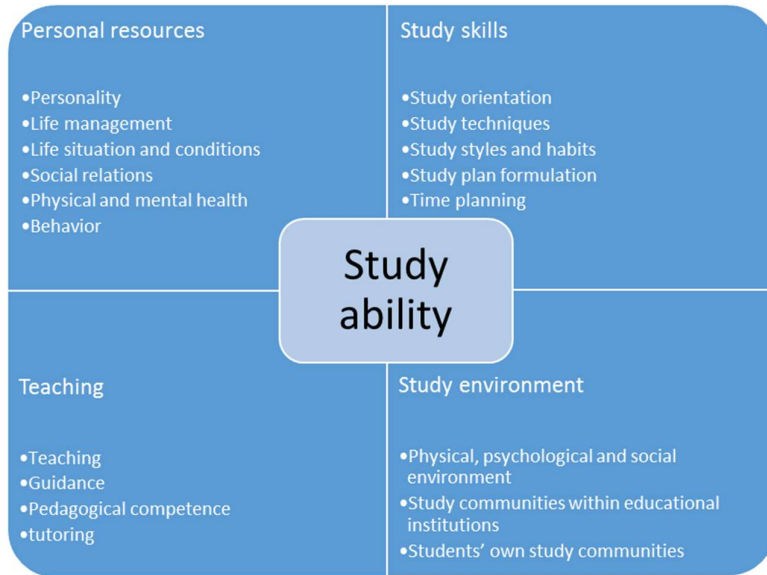 Personal resources
•Personality
•Life management
•Life situation and conditions
•Social relations
•Physical and mental health
•Behavior
Study skills
•Study orientation
•Study techniques
•Study styles and habits
•Study plan formulation
•Time planning
Study
ability
Teaching
•Teaching
•Guidance
•Pedagogical competence
•tutoring
Study environment
•Physical, psychological and social
environment
•Study communities within educational
institutions
•Students’ own study communities